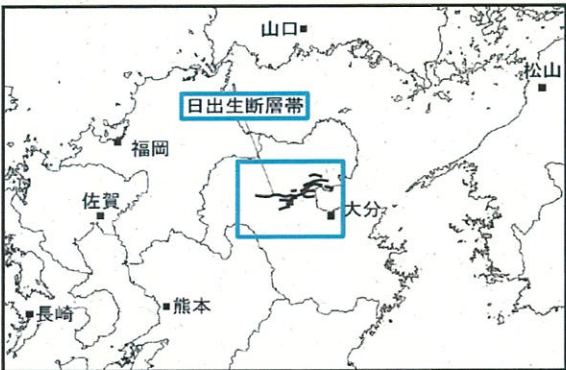 山口
松山
日出生断層帯
福岡
佐賀
大分
熊本
長崎